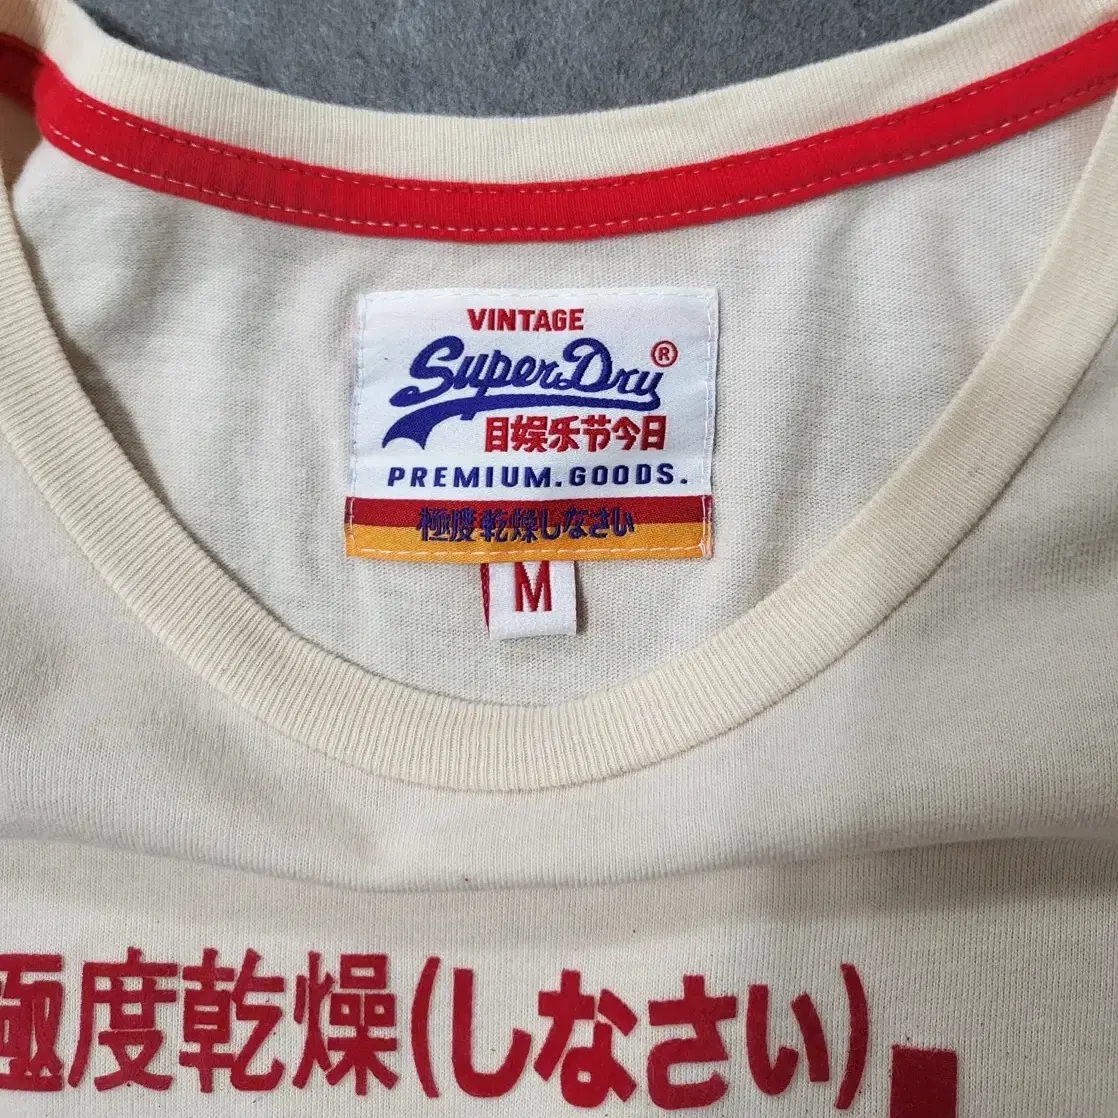 VINTAGE
SuperDry®
目娱乐节今日
PREMIUM.GOODS.
極度乾燥しなさい
M
極度乾燥(しなさい)